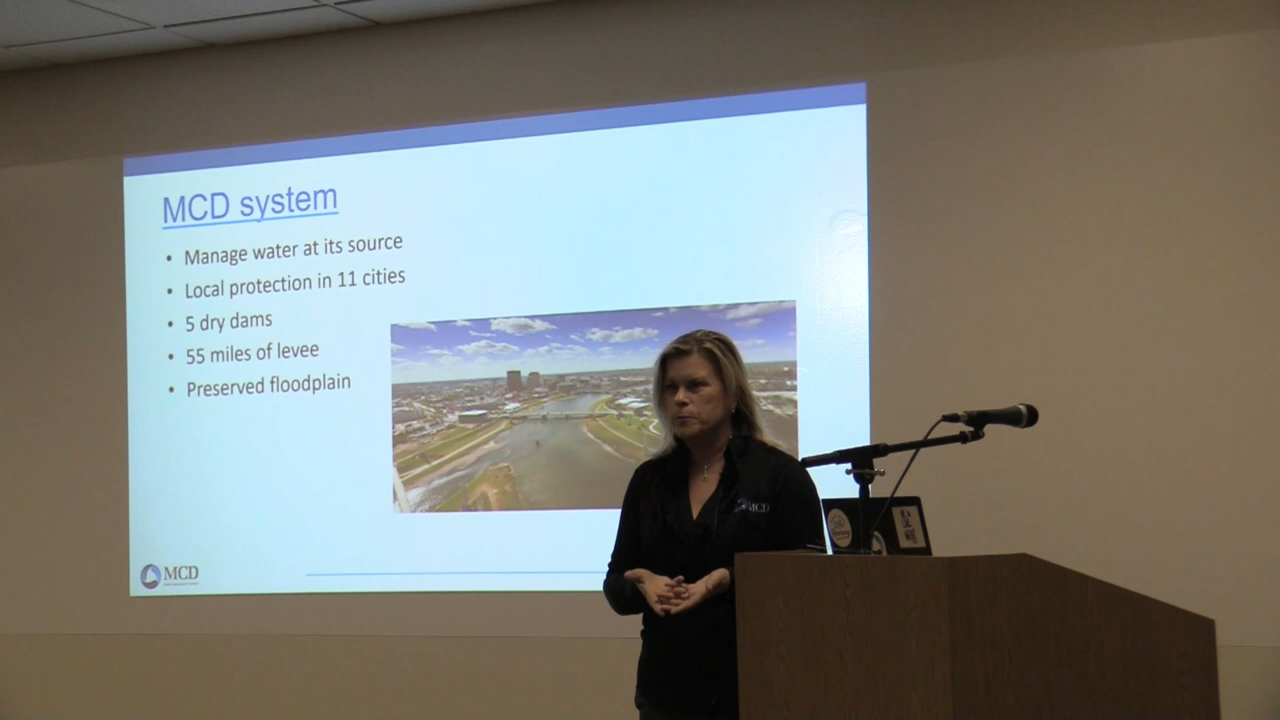 MCD system
• Manage water at its source
• Local protection in 11 cities
• 5 dry dams
• 55 miles of levee
• Preserved floodplain
MCD
MCD